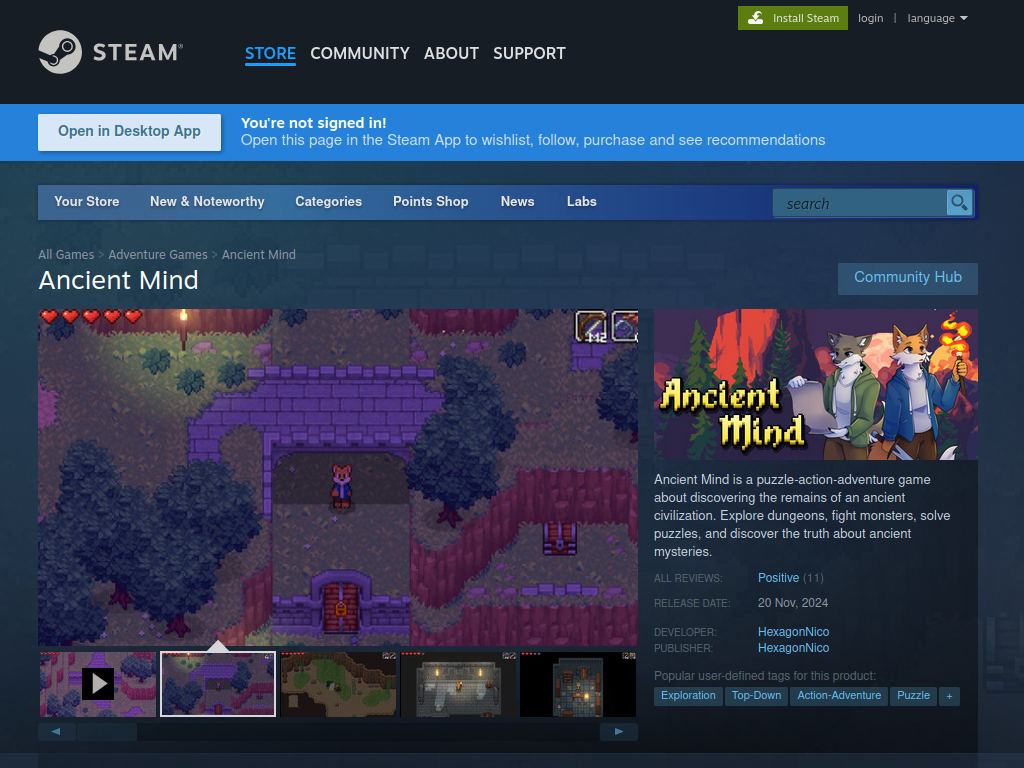 Install Steam
login | language
STEAM®
STORE COMMUNITY ABOUT SUPPORT
Open in Desktop App
You're not signed in!
Open this page in the Steam App to wishlist, follow, purchase and see recommendations
Your Store New & Noteworthy Categories Points Shop News Labs
search
All Games > Adventure Games > Ancient Mind
Ancient Mind
Community Hub
Ancient
Mind
Ancient Mind is a puzzle-action-adventure game
about discovering the remains of an ancient
civilization. Explore dungeons, fight monsters, solve
puzzles, and discover the truth about ancient
mysteries.
ALL REVIEWS: Positive (11)
RELEASE DATE: 20 Nov, 2024
DEVELOPER: HexagonNico
PUBLISHER: HexagonNico
Popular user-defined tags for this product:
Exploration Top-Down Action-Adventure Puzzle +